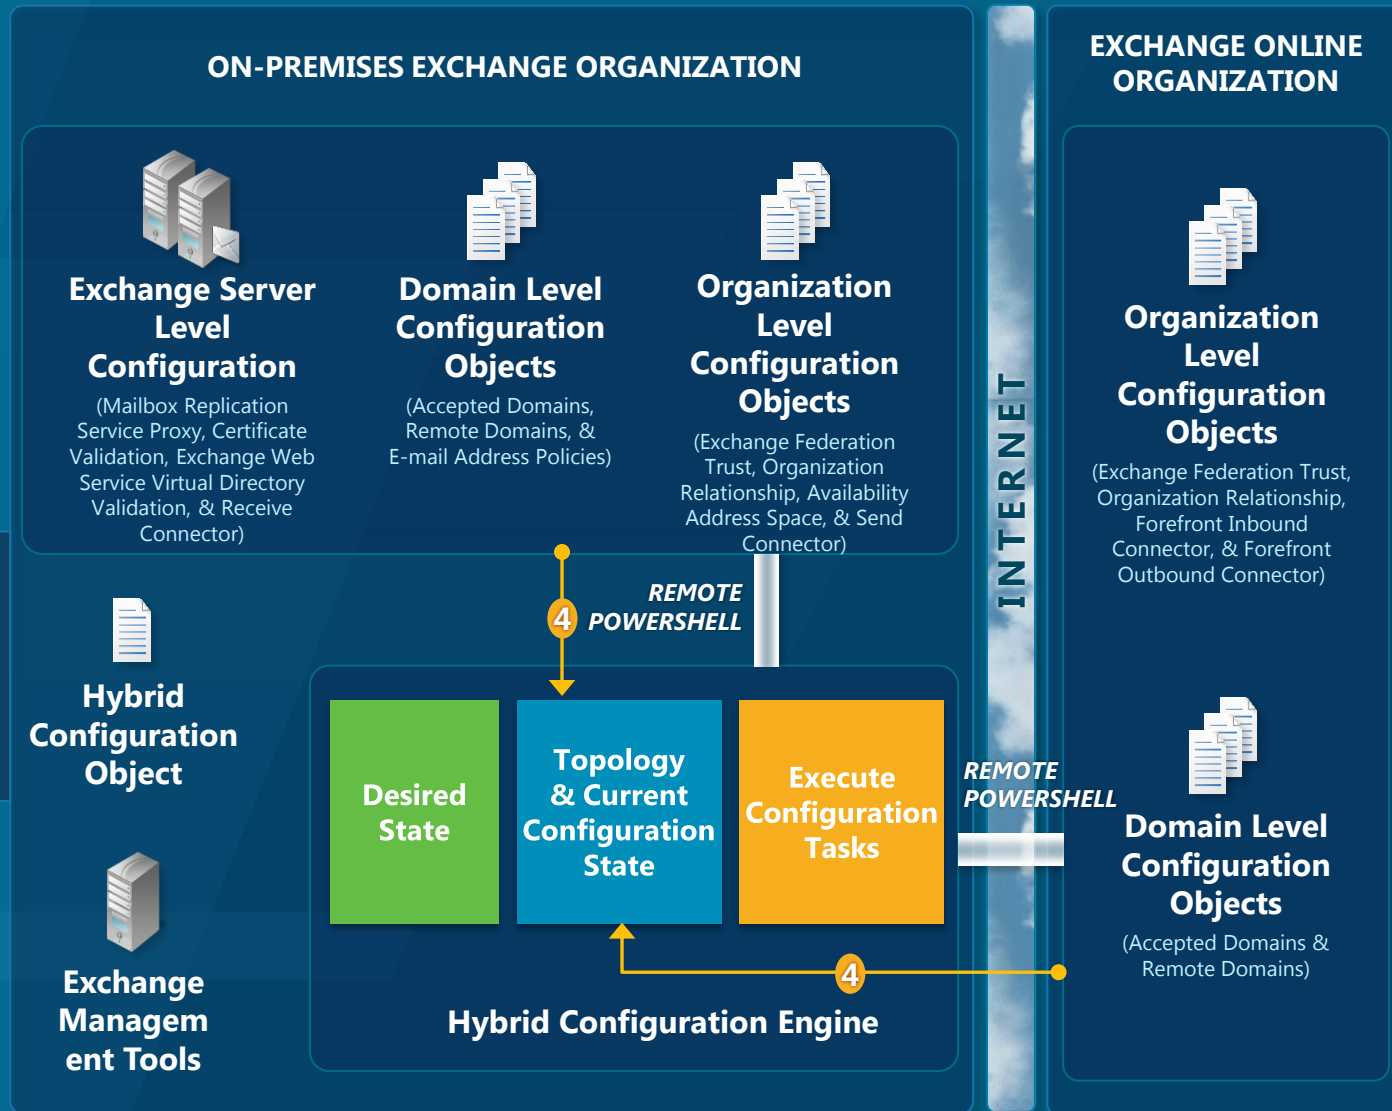 ON-PREMISES EXCHANGE ORGANIZATION
EXCHANGE ONLINE
ORGANIZATION
Exchange Server
Level
Configuration
(Mailbox Replication
Service Proxy, Certificate
Validation, Exchange Web
Service Virtual Directory
Validation, & Receive
Connector)
Domain Level
Configuration
Objects
(Accepted Domains,
Remote Domains, &
E-mail Address Policies)
Organization
Level
Configuration
Objects
(Exchange Federation
Trust, Organization
Relationship, Availability
Address Space, & Send
Connector)
INTERNET
Organization
Level
Configuration
Objects
(Exchange Federation Trust,
Organization Relationship,
Forefront Inbound
Connector, & Forefront
Outbound Connector)
4
REMOTE
POWERSHELL
Hybrid
Configuration
Object
Desired
State
Topology
& Current
Configuration
State
Execute
Configuration
Tasks
REMOTE
POWERSHELL
Domain Level
Configuration
Objects
(Accepted Domains &
Remote Domains)
4
Exchange
Managem
ent Tools
Hybrid Configuration Engine